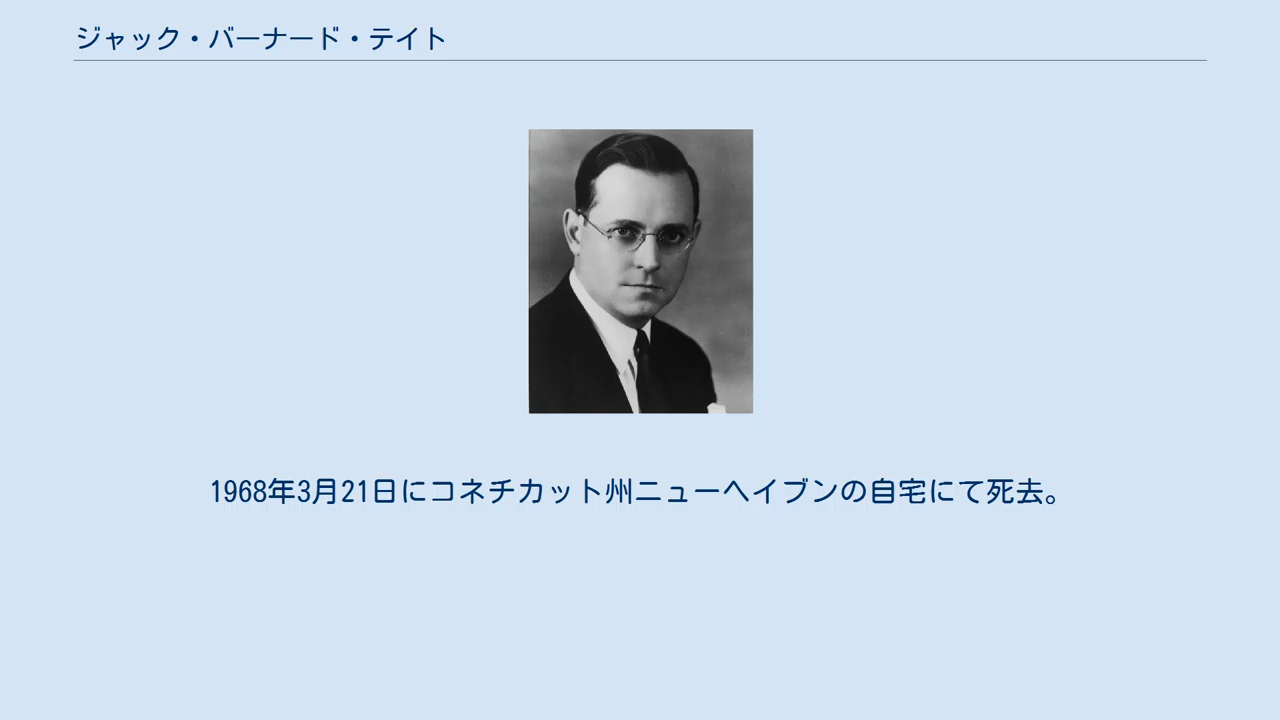 ジャック・バーナード・テイト
1968年3月21日にコネチカット州ニューヘイブンの自宅にて死去。